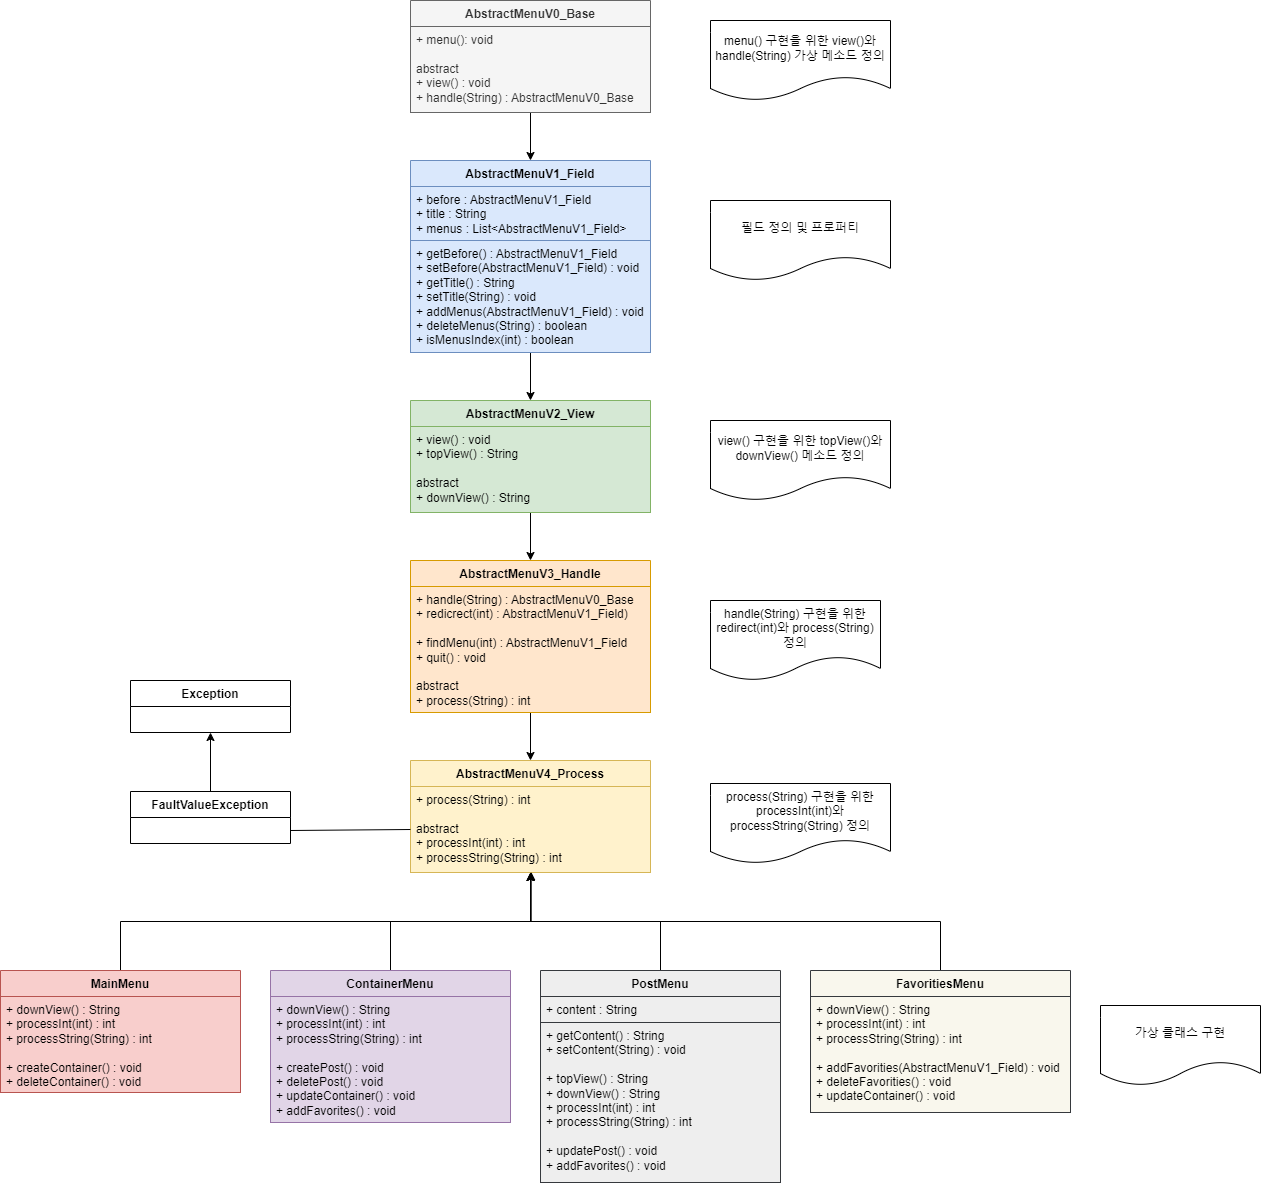 AbstractMenuV0_Base
+ menu(): void
abstract
+ view() : void
+ handle(String) : AbstractMenuV0_Base
menu() 구현을 위한 view()와
handle(String) 가상 메소드 정의
AbstractMenuV1_Field
+ before : AbstractMenuV1_Field
+ title : String
+ menus : List<AbstractMenuV1_Field>
+ getBefore() : AbstractMenuV1_Field
+ setBefore(AbstractMenuV1_Field) : void
+ getTitle() : String
+ setTitle(String) : void
+ addMenus(AbstractMenuV1_Field) : void
+ deleteMenus(String) : boolean
+ isMenusIndex(int) : boolean
필드 정의 및 프로퍼티
AbstractMenuV2_View
+ view() : void
+ topView() : String
abstract
+ downView() : String
view() 구현을 위한 topView()와
downView() 메소드 정의
AbstractMenuV3_Handle
+ handle(String) : AbstractMenuV0_Base
+ redicrect(int) : AbstractMenuV1_Field)
+ findMenu(int) : AbstractMenuV1_Field
+ quit() : void
abstract
+ process(String) : int
handle(String) 구현을 위한
redirect(int)와 process(String)
정의
Exception
FaultValueException
AbstractMenuV4_Process
+ process(String) : int
abstract
+ processInt(int) : int
+ processString(String) : int
process(String) 구현을 위한
processInt(int)와
processString(String) 정의
MainMenu
+ downView() : String
+ processInt(int) : int
+ processString(String) : int
+ createContainer() : void
+ deleteContainer() : void
ContainerMenu
+ downView() : String
+ processInt(int) : int
+ processString(String) : int
+ createPost() : void
+ deletePost() : void
+ updateContainer() : void
+ addFavorites() : void
PostMenu
+ content : String
+ getContent() : String
+ setContent(String) : void
+ topView() : String
+ downView() : String
+ processInt(int) : int
+ processString(String) : int
+ updatePost() : void
+ addFavorites() : void
FavoritiesMenu
+ downView() : String
+ processInt(int) : int
+ processString(String) : int
+ addFavorities(AbstractMenuV1_Field) : void
+ deleteFavorities() : void
+ updateContainer() : void
가상 클래스 구현